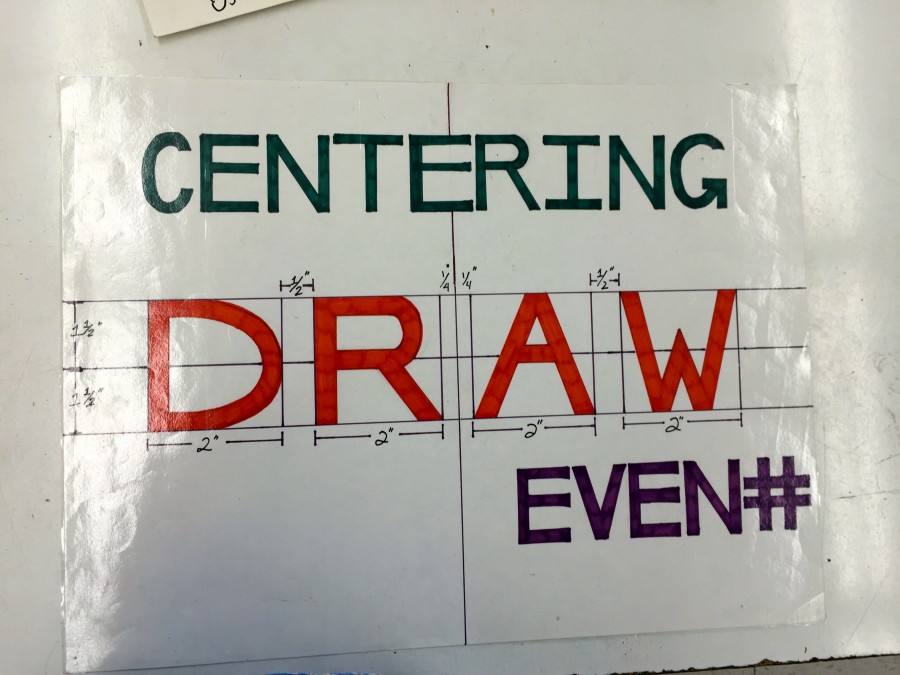 CENTERING
1/2" 1/4" 1/4" 1/2"
1 1/2"
DRAW
1 1/2"
2" 2" 2" 2"
EVEN#